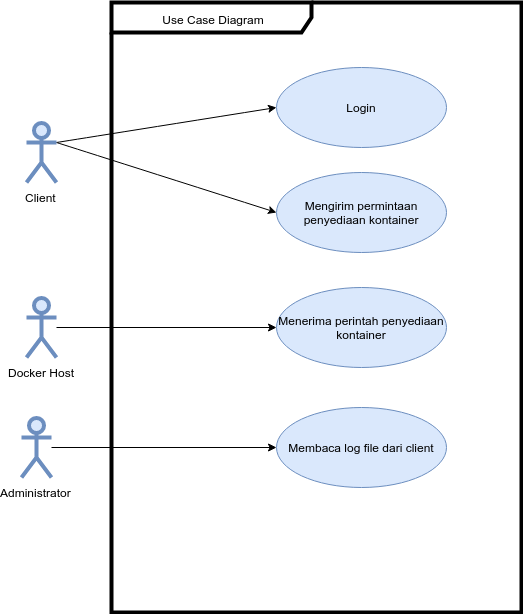 Use Case Diagram
Login
Client
Mengirim permintaan
penyediaan kontainer
Menerima perintah penyediaan
kontainer
Docker Host
Membaca log file dari client
Administrator